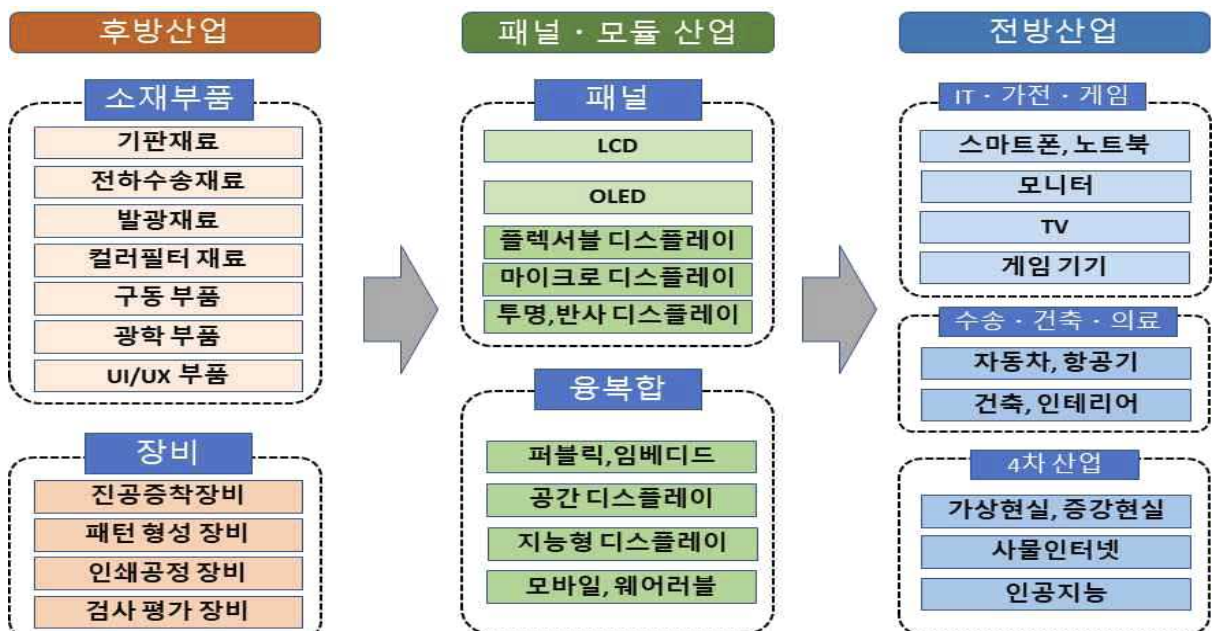 후방산업
소재부품
기판재료
전하수송재료
발광재료
컬러필터 재료
구동 부품
광학 부품
UI/UX 부품
장비
진공증착장비
패턴 형성 장비
인쇄공정 장비
검사 평가 장비
패널 · 모듈 산업
패널
LCD
OLED
플렉서블 디스플레이
마이크로 디스플레이
투명,반사 디스플레이
융복합
퍼블릭,임베디드
공간 디스플레이
지능형 디스플레이
모바일, 웨어러블
전방산업
IT · 가전 · 게임
스마트폰, 노트북
모니터
TV
게임 기기
수송 · 건축 · 의료
자동차, 항공기
건축, 인테리어
4차 산업
가상현실, 증강현실
사물인터넷
인공지능